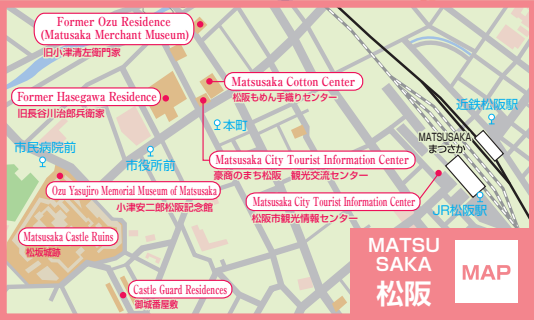 Former Ozu Residence
(Matusaka Merchant Museum)
旧小津清左衛門家
Matsusaka Cotton Center
松阪もめん手織りセンター
Former Hasegawa Residence
旧長谷川治郎兵衛家
近鉄松阪駅
本町
MATSUSAKA
まつさか
市民病院前
市役所前
Matsusaka City Tourist Information Center
豪商のまち松阪 観光交流センター
Ozu Yasujiro Memorial Museum of Matusaka
小津安二郎松阪記念館
Matsusaka City Tourist Information Center
松阪市観光情報センター
JR松阪駅
Matsusaka Castle Ruins
松坂城跡
Castle Guard Residences
御城番屋敷
MATSU
SAKA
松阪
MAP